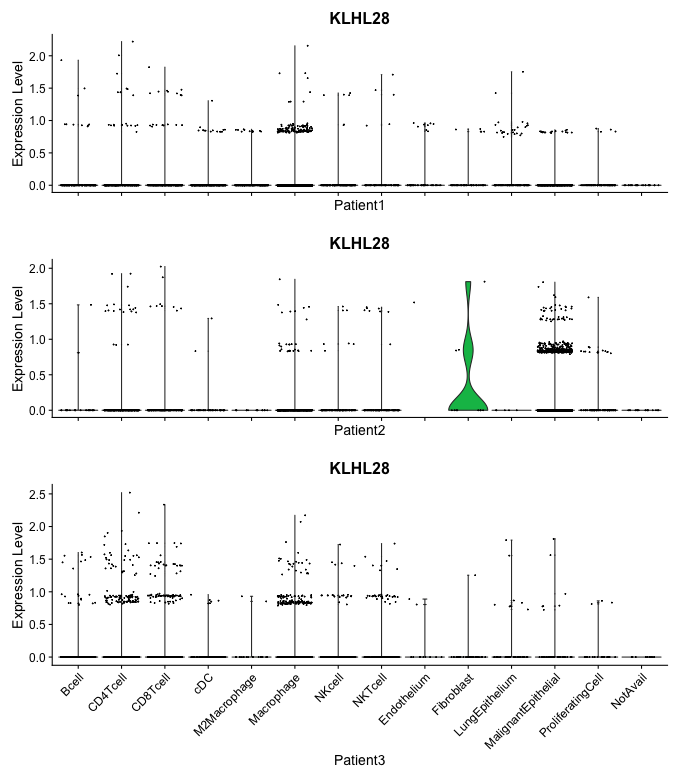 KLHL28
Expression Level
2.0
1.5
1.0
0.5
0.0
Patient1
KLHL28
Expression Level
2.0
1.5
1.0
0.5
0.0
Patient2
KLHL28
Expression Level
2.5
2.0
1.5
1.0
0.5
0.0
Bcell
CD4Tcell
CD8Tcell
cDC
M2Macrophage
Macrophage
NKcell
NKTcell
Endothelium
Fibroblast
LungEpithelium
MalignantEpithelial
ProliferatingCell
NotAvail
Patient3